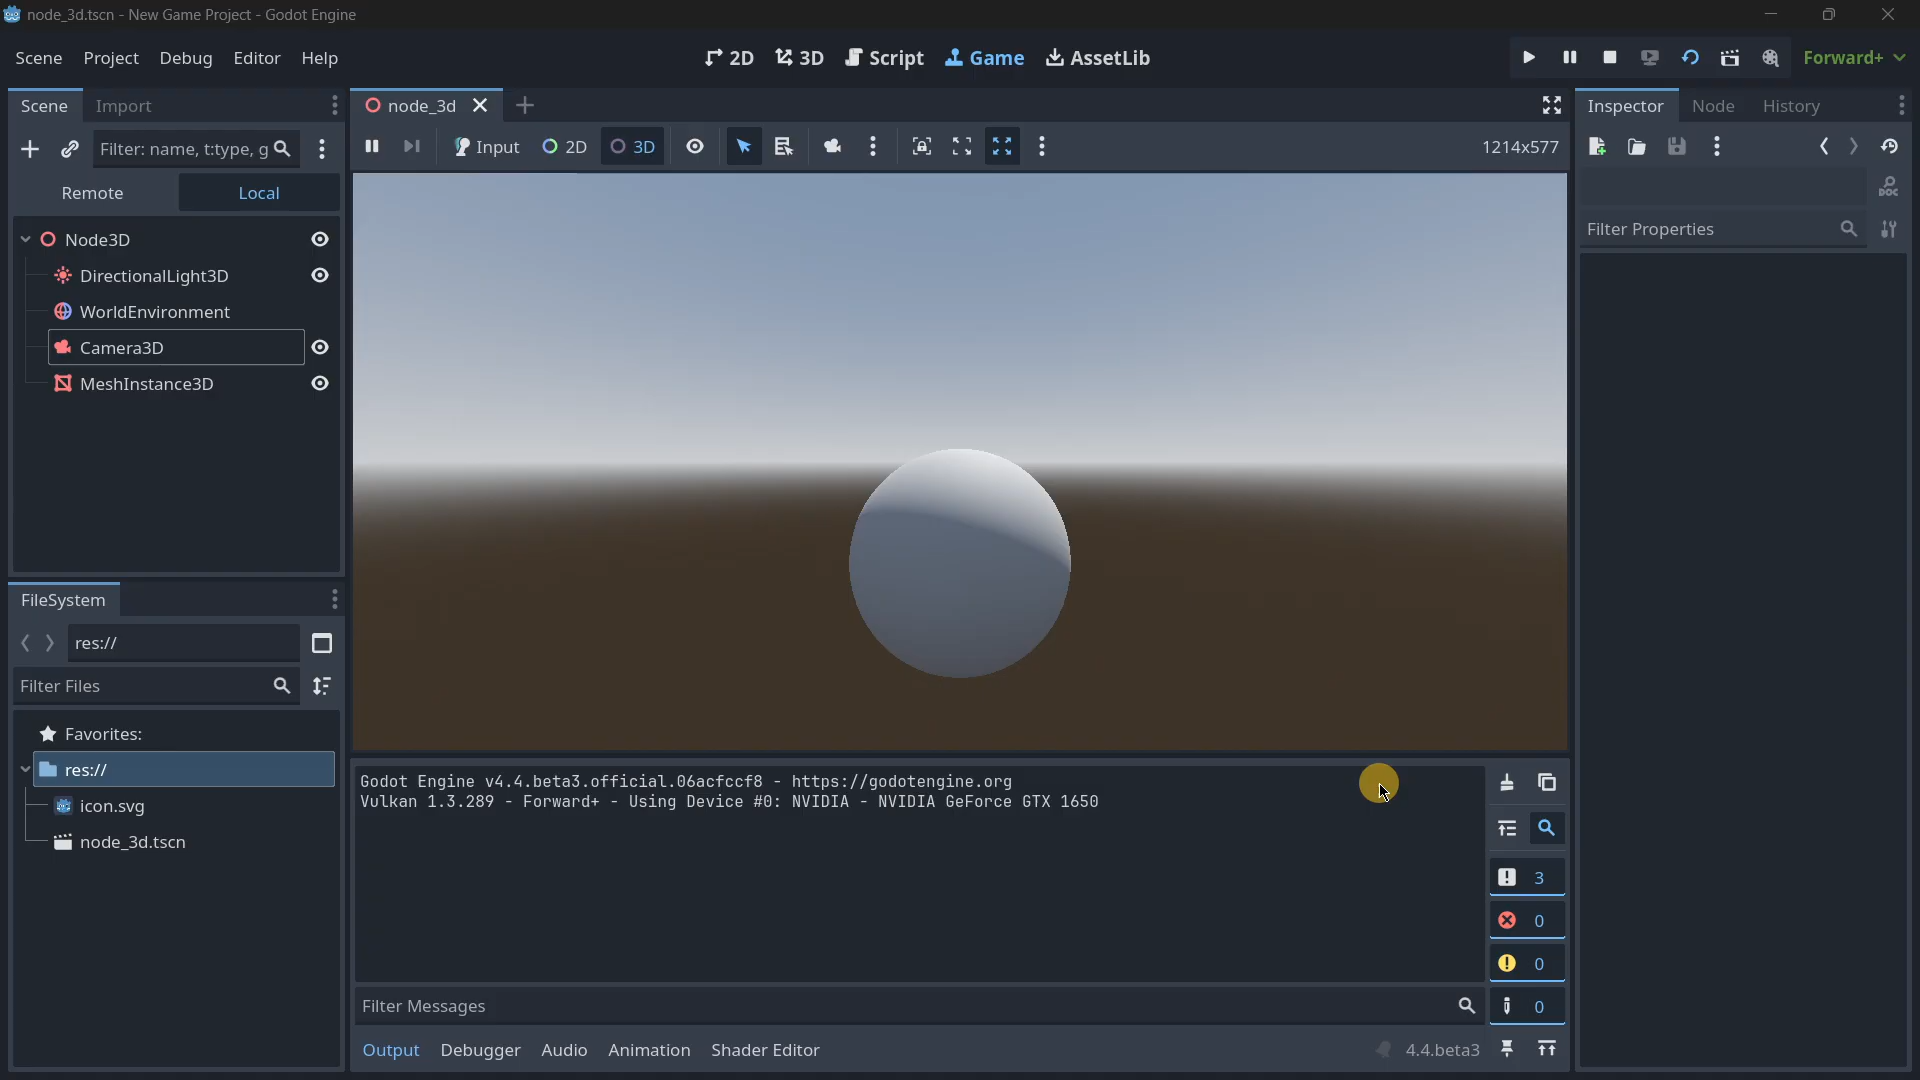 node_3d.tscn - New Game Project - Godot Engine
Scene Project Debug Editor Help
2D 3D Script Game AssetLib
Forward+
Scene Import
node_3d
Inspector Node History
Filter: name, t:type, g
Input 2D 3D
1214x577
Remote Local
DOC
Filter Properties
Node3D
DirectionalLight3D
WorldEnvironment
Camera3D
MeshInstance3D
FileSystem
res://
Filter Files
Favorites:
res://
icon.svg
node_3d.tscn
Godot Engine v4.4.beta3.official.06acfccf8 - https://godotengine.org
Vulkan 1.3.289 - Forward+ - Using Device #0: NVIDIA - NVIDIA GeForce GTX 1650
3
0
0
0
Filter Messages
Output Debugger Audio Animation Shader Editor
4.4.beta3